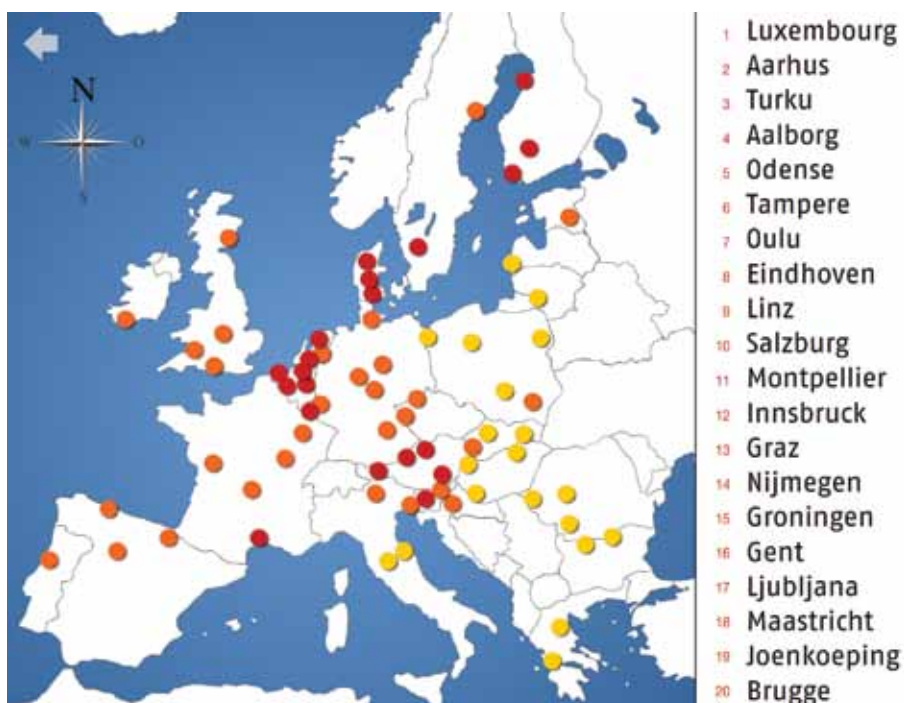 N
W O
S
1 Luxembourg
2 Aarhus
3 Turku
4 Aalborg
5 Odense
6 Tampere
7 Oulu
8 Eindhoven
9 Linz
10 Salzburg
11 Montpellier
12 Innsbruck
13 Graz
14 Nijmegen
15 Groningen
16 Gent
17 Ljubljana
18 Maastricht
19 Joenkoeping
20 Brugge